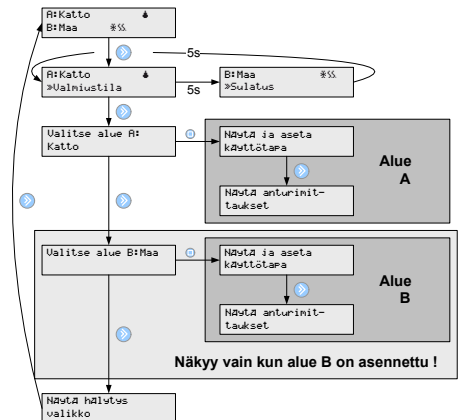 A:Katto
B:Maa
5s
A:Katto
»Valmiustila
5s
B:Maa
»Sulatus
Valitse alue A:
Katto
Näytä ja aseta
käyttötapa
Näytä anturimit-
taukset
Alue
A
Valitse alue B:Maa
Näytä ja aseta
käyttötapa
Näytä anturimit-
taukset
Alue
B
Näkyy vain kun alue B on asennettu !
Näytä hälytys
valikko